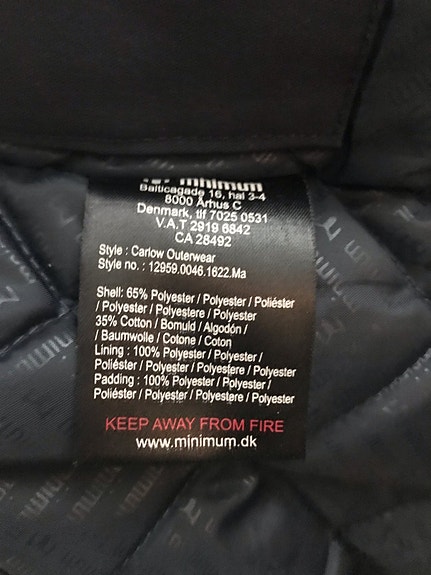 minimum
Balticagade 16, hal 3-4
8000 Århus C
Denmark, tlf 7025 0531
V.A.T 2919 6842
CA 28492
Style : Carlow Outerwear
Style no. : 12959.0046.1622.Ma
Shell: 65% Polyester / Polyester / Poliéster
/ Polyester / Polyestere / Polyester
35% Cotton / Bomuld / Algodón /
/ Baumwolle / Cotone / Coton
Lining : 100% Polyester / Polyester /
Poliéster / Polyester / Polyestere / Polyester
Padding : 100% Polyester / Polyester /
Poliéster / Polyester / Polyestere / Polyester
KEEP AWAY FROM FIRE
www.minimum.dk